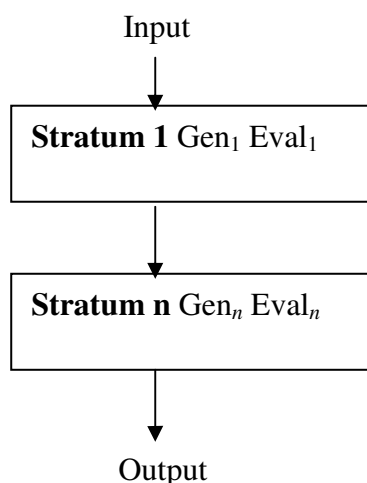 Input
Stratum 1 Gen₁ Eval₁
Stratum n Genₙ Evalₙ
Output